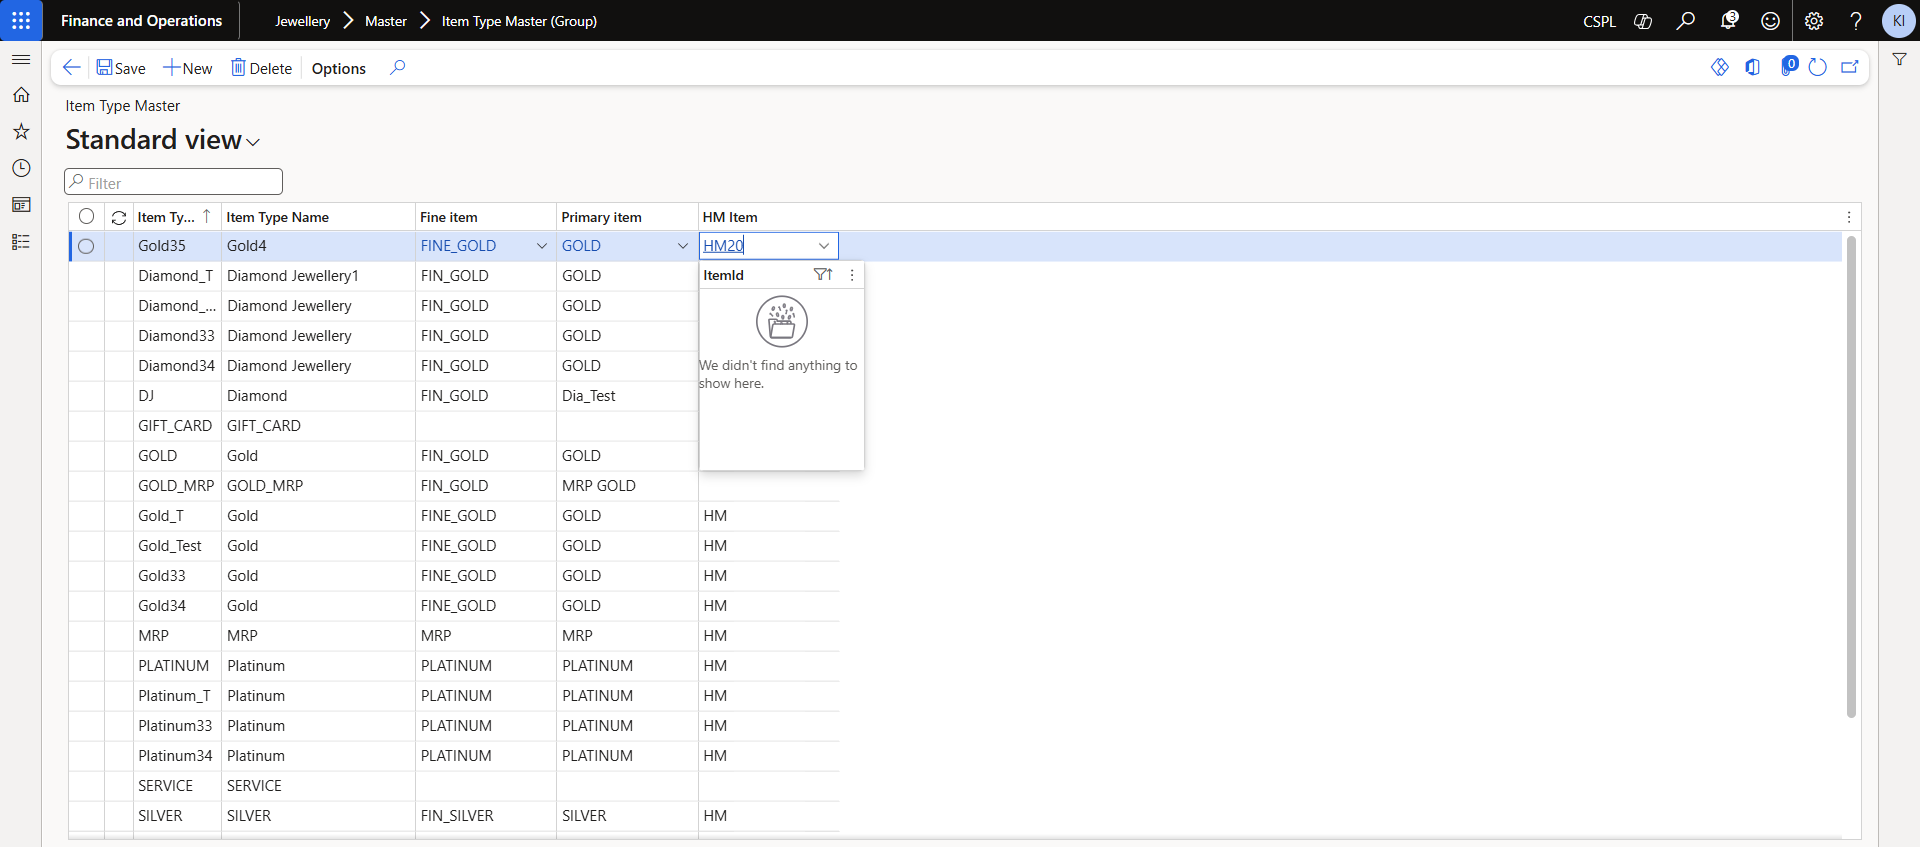 Finance and Operations Jewellery Master Item Type Master (Group) CSPL 3 KI
Save New Delete Options 0
Item Type Master
Standard view
Filter
Item Ty... Item Type Name Fine item Primary item HM Item
Gold35 Gold4 FINE_GOLD GOLD HM20
Diamond_T Diamond Jewellery1 FIN_GOLD GOLD ItemId
Diamond_... Diamond Jewellery FIN_GOLD GOLD
Diamond33 Diamond Jewellery FIN_GOLD GOLD
Diamond34 Diamond Jewellery FIN_GOLD GOLD We didn't find anything to
show here.
DJ Diamond FIN_GOLD Dia_Test
GIFT_CARD GIFT_CARD
GOLD Gold FIN_GOLD GOLD
GOLD_MRP GOLD_MRP FIN_GOLD MRP GOLD
Gold_T Gold FINE_GOLD GOLD HM
Gold_Test Gold FINE_GOLD GOLD HM
Gold33 Gold FINE_GOLD GOLD HM
Gold34 Gold FINE_GOLD GOLD HM
MRP MRP MRP MRP HM
PLATINUM Platinum PLATINUM PLATINUM HM
Platinum_T Platinum PLATINUM PLATINUM HM
Platinum33 Platinum PLATINUM PLATINUM HM
Platinum34 Platinum PLATINUM PLATINUM HM
SERVICE SERVICE
SILVER SILVER FIN_SILVER SILVER HM